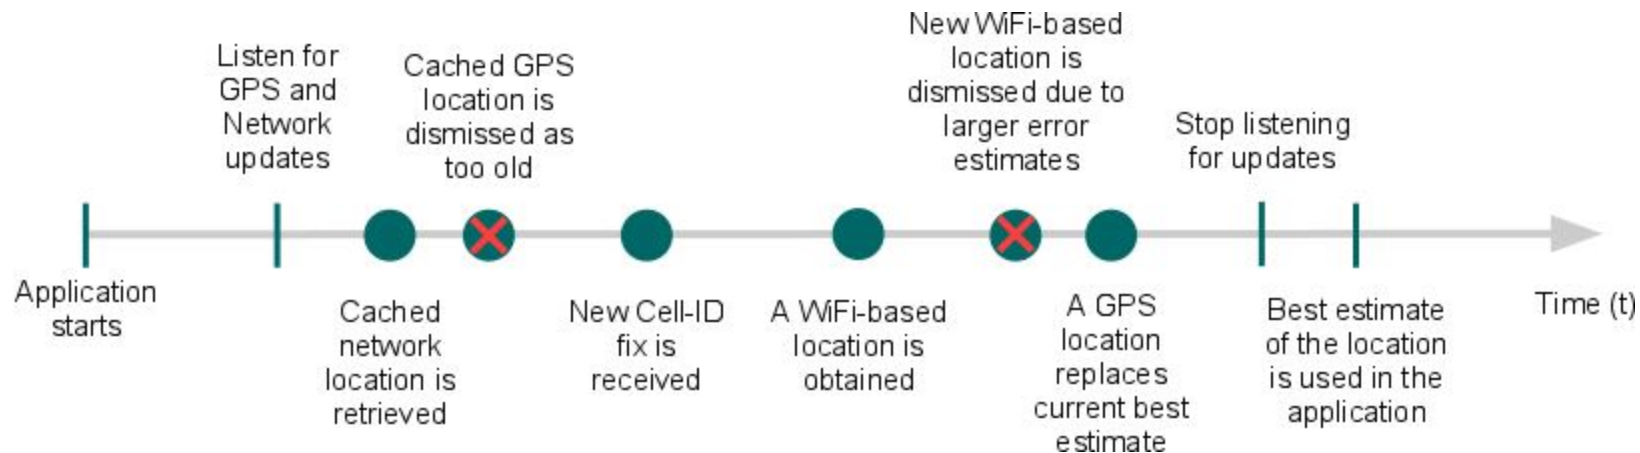 Application
starts
Listen for
GPS and
Network
updates
Cached
network
location is
retrieved
Cached GPS
location is
dismissed as
too old
New Cell-ID
fix is
received
A WiFi-based
location is
obtained
New WiFi-based
location is
dismissed due to
larger error
estimates
A GPS
location
replaces
current best
estimate
Stop listening
for updates
Best estimate
of the location
is used in the
application
Time (t)